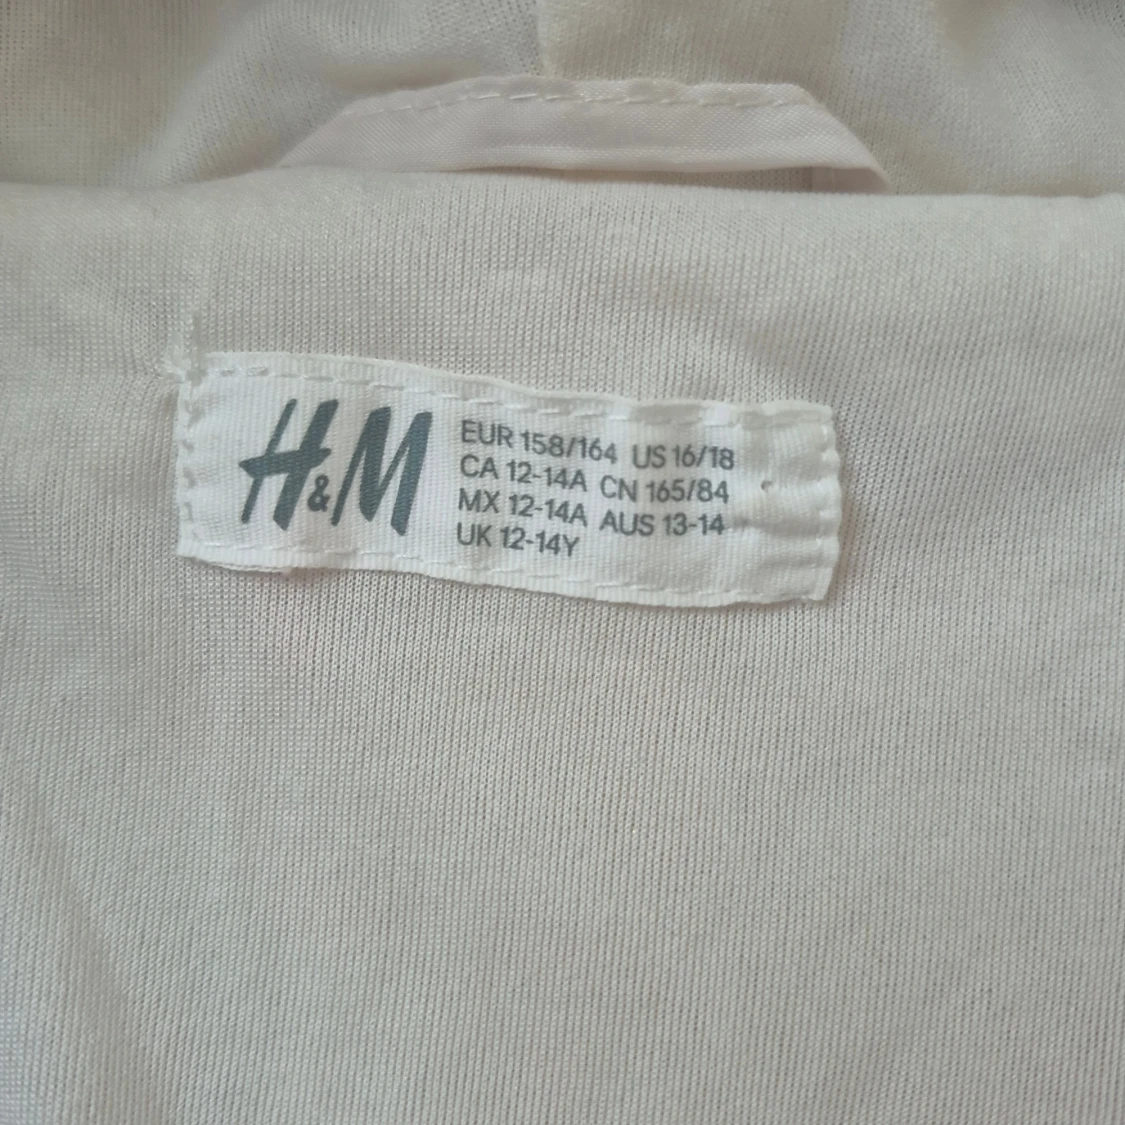 H&M
EUR 158/164 US 16/18
CA 12-14A CN 165/84
MX 12-14A AUS 13-14
UK 12-14Y